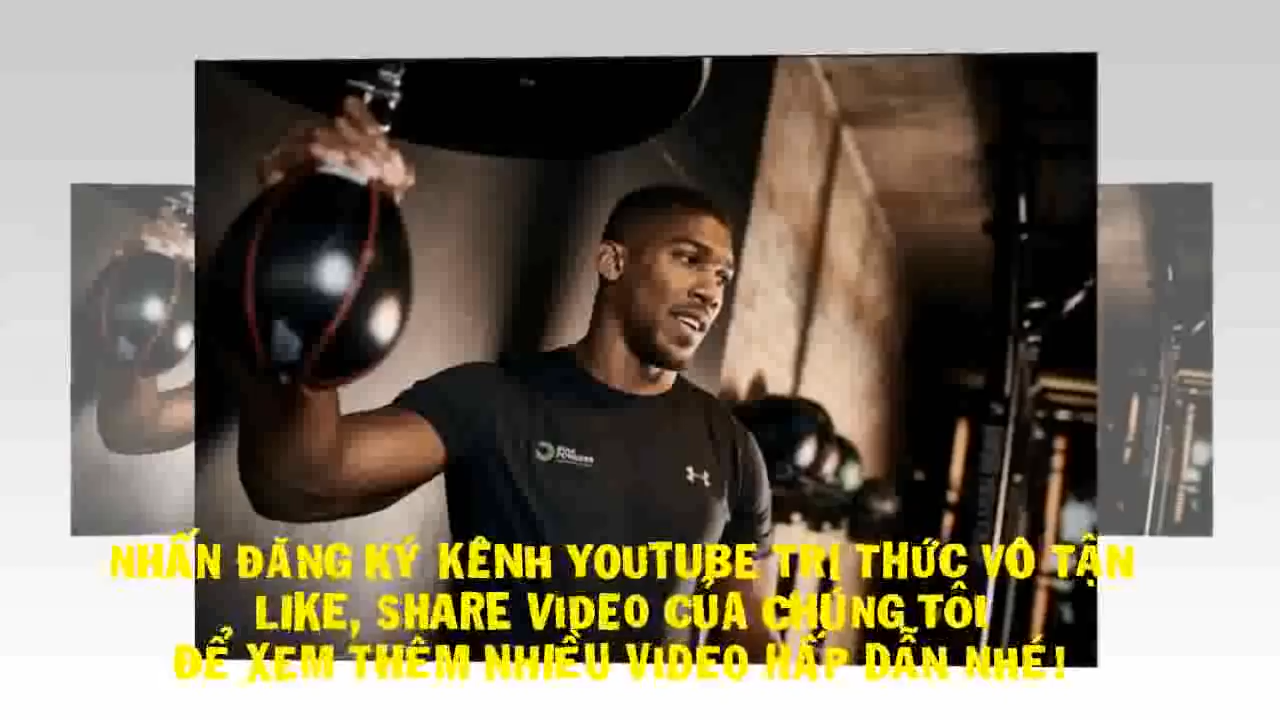 NHẤN ĐĂNG KÝ KÊNH YOUTUBE TRI THỨC VÔ TẬN
LIKE, SHARE VIDEO CỦA CHÚNG TÔI
ĐỂ XEM THÊM NHIỀU VIDEO HẤP DẪN NHÉ!